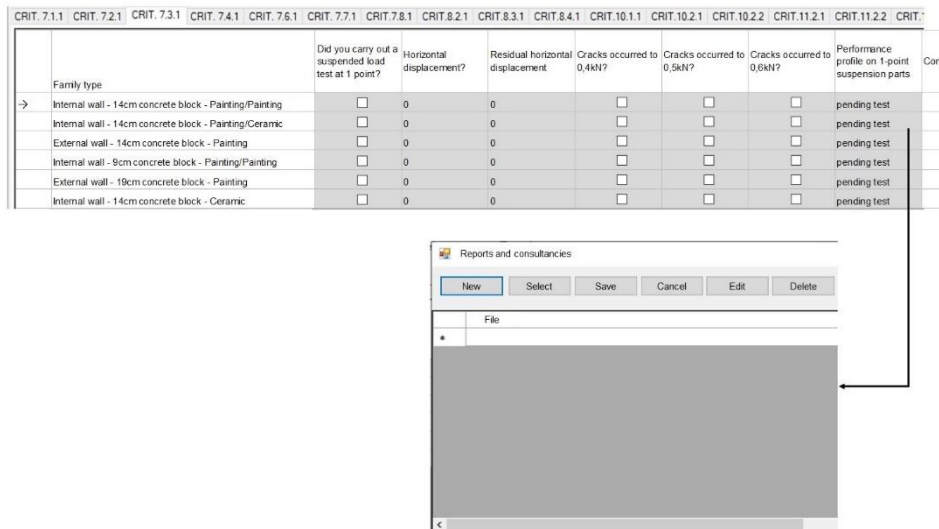 CRIT. 7.1.1 CRIT. 7.2.1 CRIT. 7.3.1 CRIT. 7.4.1 CRIT. 7.6.1 CRIT. 7.7.1 CRIT.7.8.1 CRIT.8.2.1 CRIT.8.3.1 CRIT.8.4.1 CRIT.10.1.1 CRIT.10.2.1 CRIT.10.2.2 CRIT.11.2.1 CRIT.11.2.2 CRIT.
Family type
Did you carry out a
suspended load
test at 1 point?
Horizontal
displacement?
Residual horizontal
displacement
Cracks occurred to
0,4kN?
Cracks occurred to
0,5kN?
Cracks occurred to
0,6kN?
Performance
profile on 1-point
suspension parts
Con
Internal wall - 14cm concrete block - Painting/Painting 0 0 pending test
Internal wall - 14cm concrete block - Painting/Ceramic 0 0 pending test
External wall - 14cm concrete block - Painting 0 0 pending test
Internal wall - 9cm concrete block - Painting/Painting 0 0 pending test
External wall - 19cm concrete block - Painting 0 0 pending test
Internal wall - 14cm concrete block - Ceramic 0 0 pending test
Reports and consultancies
New Select Save Cancel Edit Delete
File